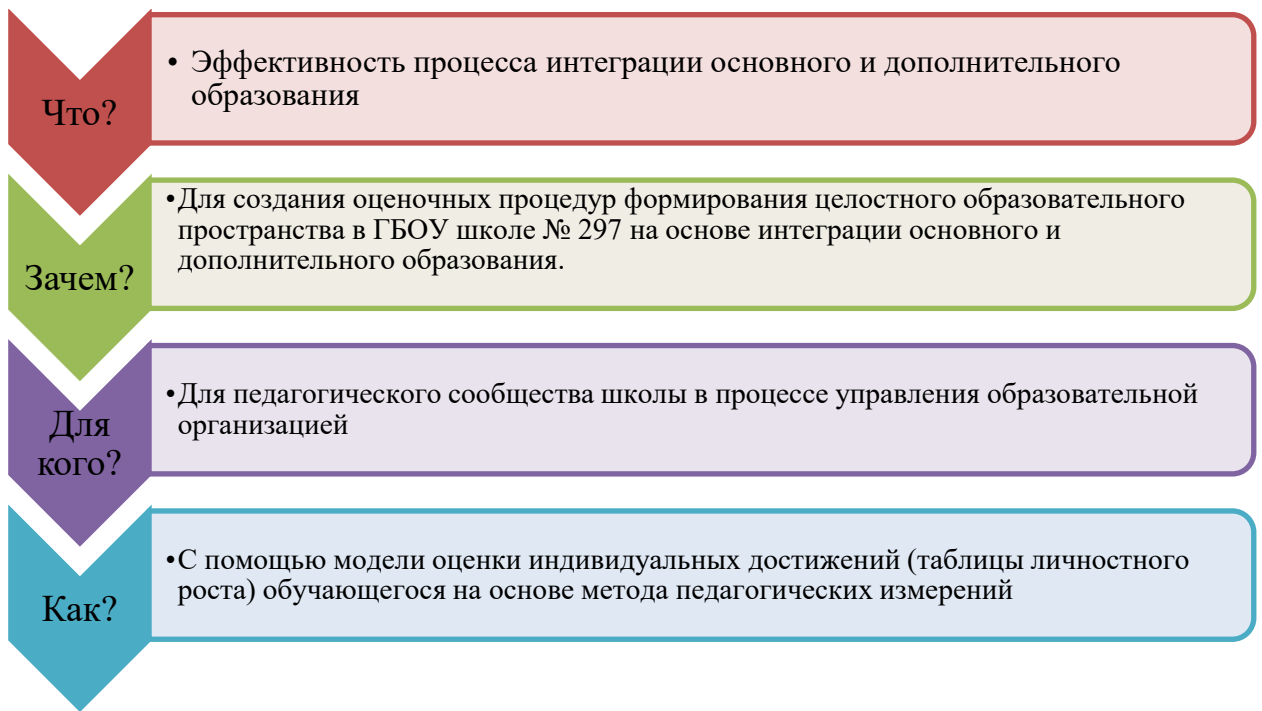 Что?
• Эффективность процесса интеграции основного и дополнительного
образования
Зачем?
•Для создания оценочных процедур формирования целостного образовательного
пространства в ГБОУ школе № 297 на основе интеграции основного и
дополнительного образования.
Для
кого?
•Для педагогического сообщества школы в процессе управления образовательной
организацией
Как?
•С помощью модели оценки индивидуальных достижений (таблицы личностного
роста) обучающегося на основе метода педагогических измерений